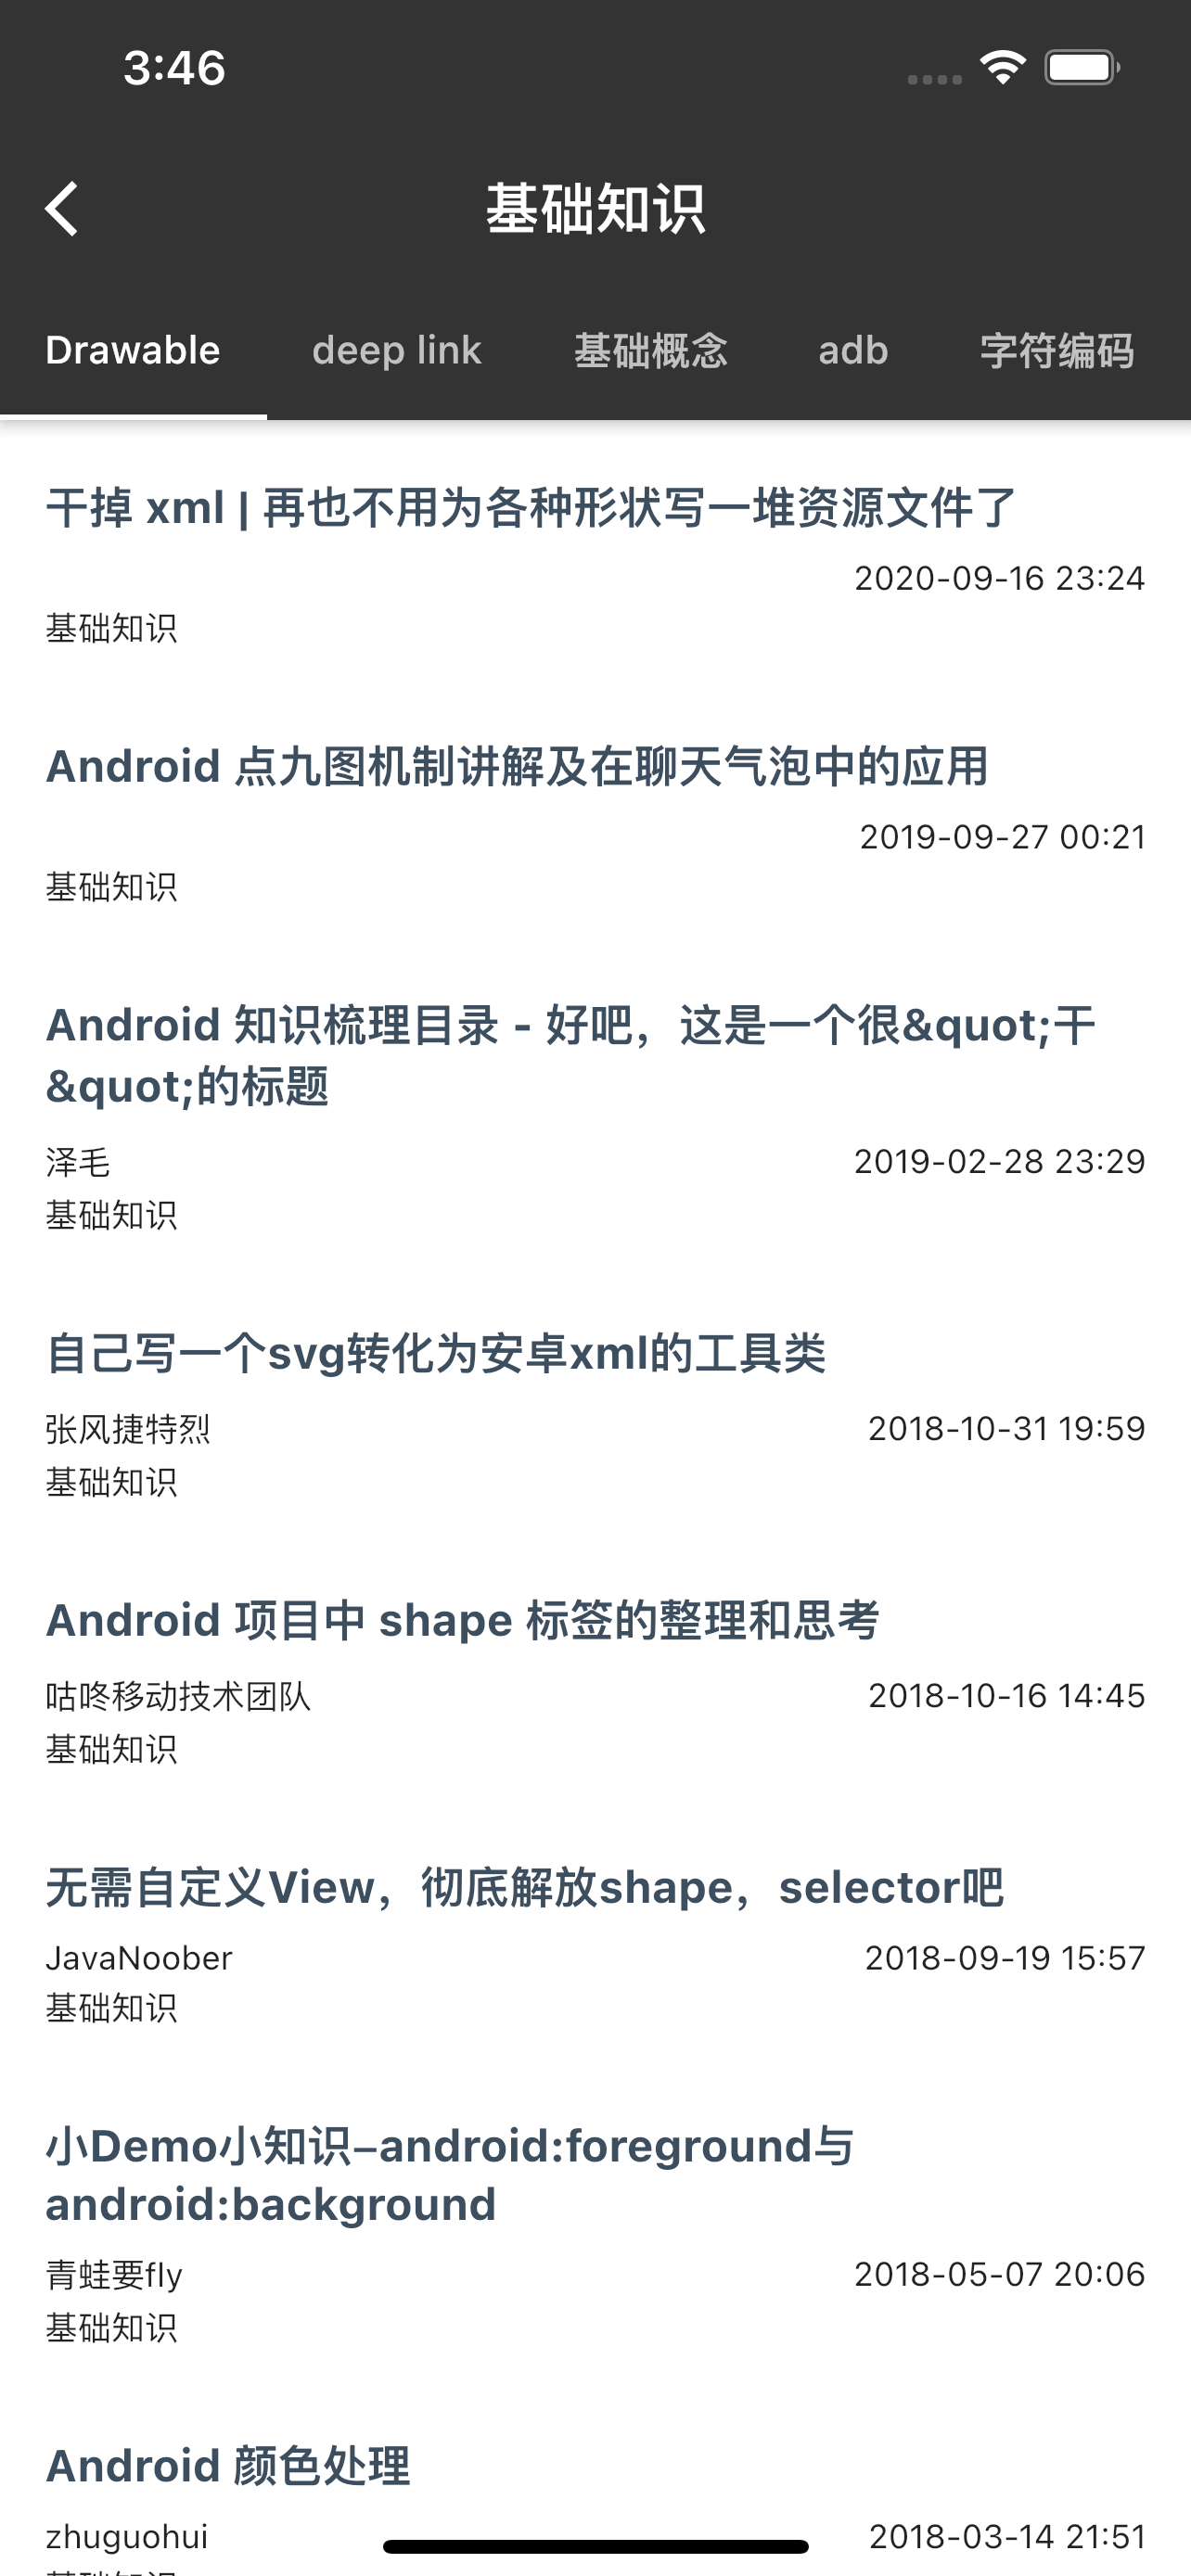 3:46
基础知识
Drawable deep link 基础概念 adb 字符编码
干掉 xml | 再也不用为各种形状写一堆资源文件了
2020-09-16 23:24
基础知识
Android 点九图机制讲解及在聊天气泡中的应用
2019-09-27 00:21
基础知识
Android 知识梳理目录 - 好吧，这是一个很&quot;干
&quot;的标题
泽毛 2019-02-28 23:29
基础知识
自己写一个svg转化为安卓xml的工具类
张风捷特烈 2018-10-31 19:59
基础知识
Android 项目中 shape 标签的整理和思考
咕咚移动技术团队 2018-10-16 14:45
基础知识
无需自定义View，彻底解放shape，selector吧
JavaNoober 2018-09-19 15:57
基础知识
小Demo小知识–android:foreground与
android:background
青蛙要fly 2018-05-07 20:06
基础知识
Android 颜色处理
zhuguohui 2018-03-14 21:51